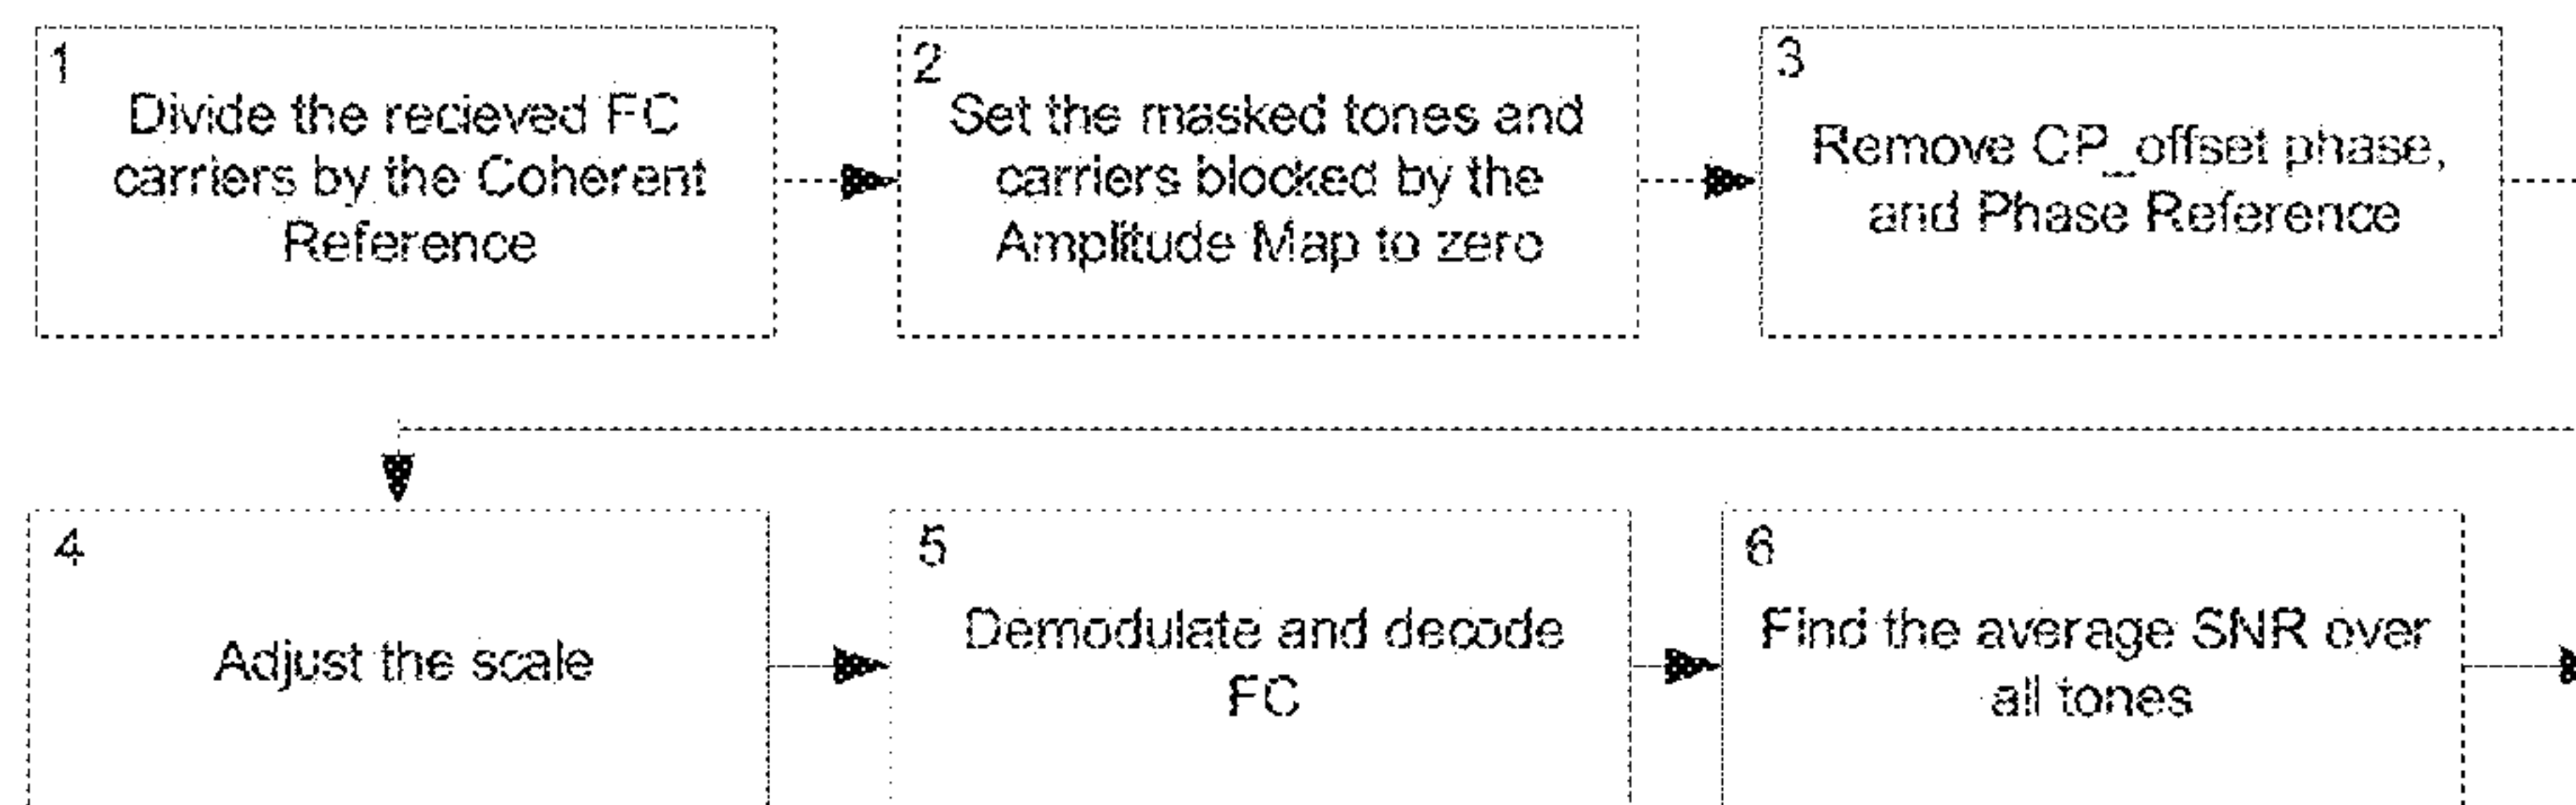 1
Divide the recieved FC
carriers by the Coherent
Reference
2
Set the masked tones and
carriers blocked by the
Amplitude Map to zero
3
Remove CP_offset phase,
and Phase Reference
4
Adjust the scale
5
Demodulate and decode
FC
6
Find the average SNR over
all tones